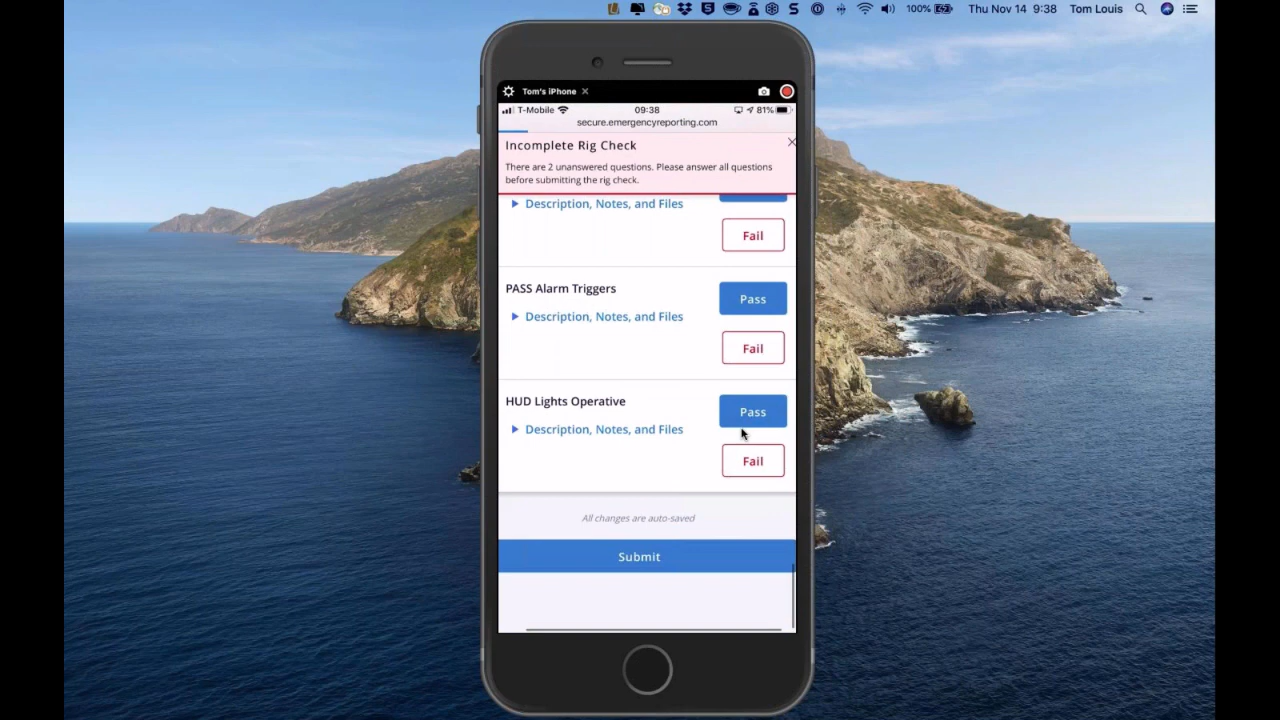 100% Thu Nov 14 9:38 Tom Louis
Tom's iPhone
T-Mobile 09:38 81%
secure.emergencyreporting.com
Incomplete Rig Check
There are 2 unanswered questions. Please answer all questions
before submitting the rig check.
Description, Notes, and Files
Fail
PASS Alarm Triggers
Pass
Description, Notes, and Files
Fail
HUD Lights Operative
Pass
Description, Notes, and Files
Fail
All changes are auto-saved
Submit